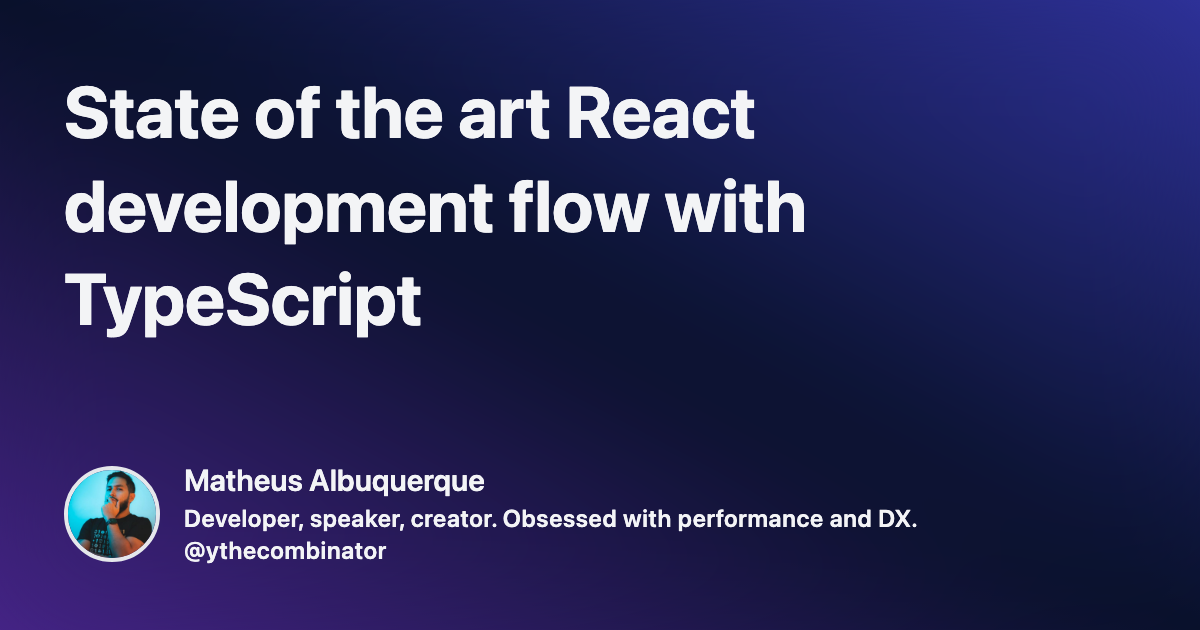 State of the art React
development flow with
TypeScript
Matheus Albuquerque
Developer, speaker, creator. Obsessed with performance and DX.
@ythecombinator